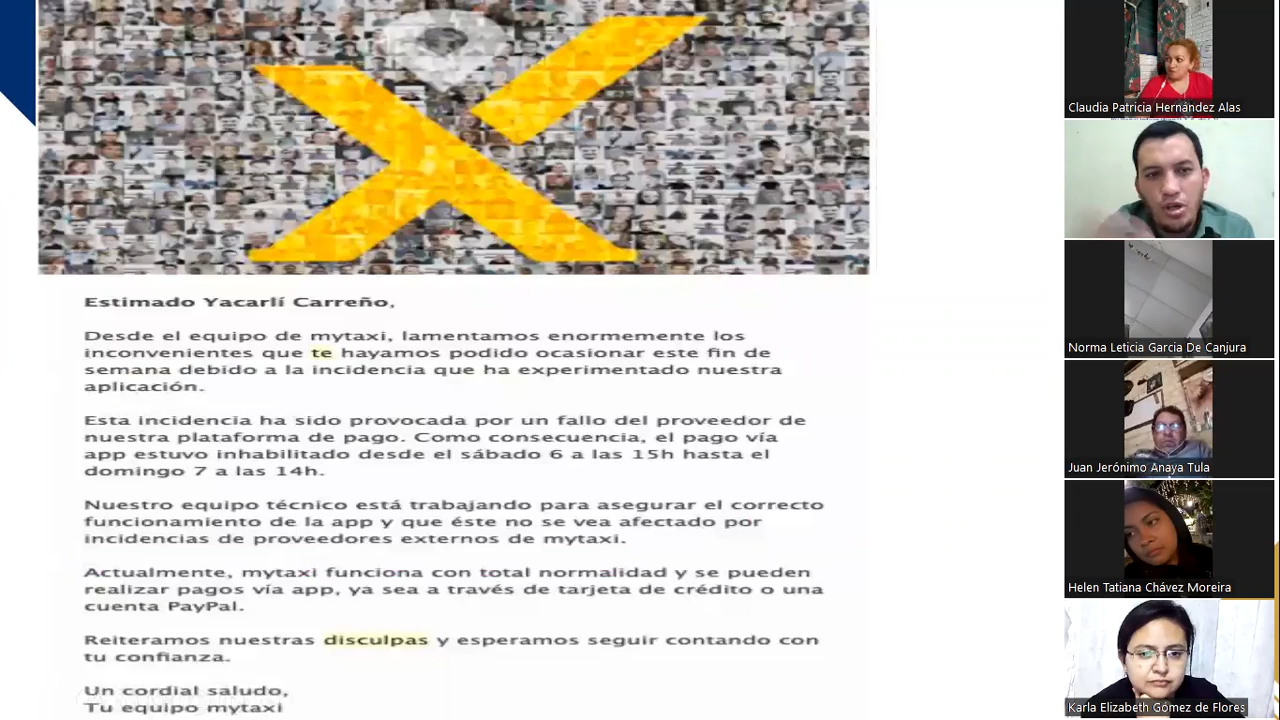 Estimado Yacarlí Carreño,
Desde el equipo de mytaxi, lamentamos enormemente los
inconvenientes que te hayamos podido ocasionar este fin de
semana debido a la incidencia que ha experimentado nuestra
aplicación.
Esta incidencia ha sido provocada por un fallo del proveedor de
nuestra plataforma de pago. Como consecuencia, el pago vía
app estuvo inhabilitado desde el sábado 6 a las 15h hasta el
domingo 7 a las 14h.
Nuestro equipo técnico está trabajando para asegurar el correcto
funcionamiento de la app y que éste no se vea afectado por
incidencias de proveedores externos de mytaxi.
Actualmente, mytaxi funciona con total normalidad y se pueden
realizar pagos vía app, ya sea a través de tarjeta de crédito o una
cuenta PayPal.
Reiteramos nuestras disculpas y esperamos seguir contando con
tu confianza.
Un cordial saludo,
Tu equipo mytaxi
Claudia Patricia Hernández Alas
Norma Leticia Garcia De Canjura
Juan Jerónimo Anaya Tula
Helen Tatiana Chávez Moreira
Karla Elizabeth Gómez de Flores